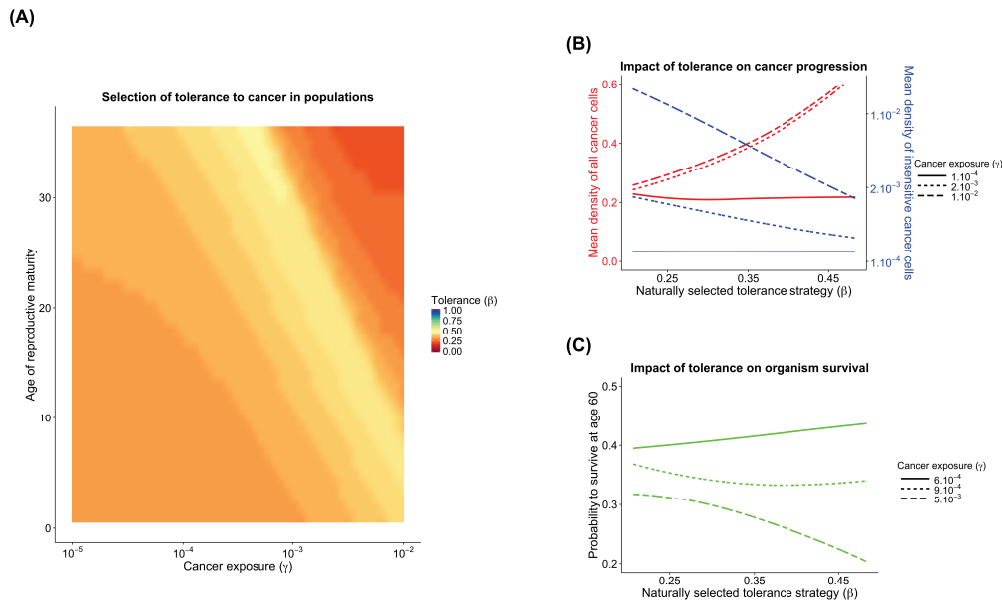 (A)
Selection of tolerance to cancer in populations
Age of reproductive maturity
30
20
10
0
10⁻⁵
10⁻⁴
10⁻³
10⁻²
Cancer exposure (γ)
Tolerance (β)
1.00
0.75
0.50
0.25
0.00
(B)
Impact of tolerance on cancer progression
Mean density of all cancer cells
0.6
0.4
0.2
0.0
0.25
0.35
0.45
Naturally selected tolerance strategy (β)
1.10⁻²
2.10⁻³
1.10⁻⁴
Mean density of insensitive cancer cells
Cancer exposure (γ)
1.10⁻⁴
2.10⁻³
1.10⁻²
(C)
Impact of tolerance on organism survival
Probability to survive at age 60
0.5
0.4
0.3
0.2
0.25
0.35
0.45
Naturally selected tolerance strategy (β)
Cancer exposure (γ)
6.10⁻⁴
9.10⁻⁴
5.10⁻³